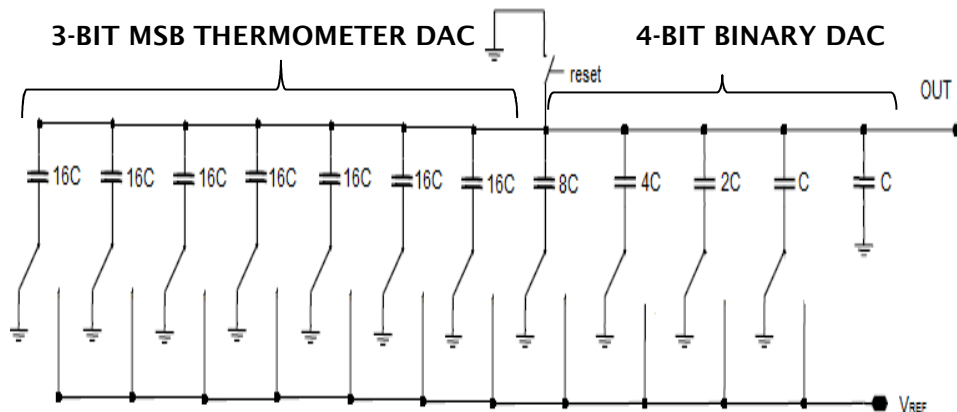 3-BIT MSB THERMOMETER DAC
4-BIT BINARY DAC
reset
OUT
16C
16C
16C
16C
16C
16C
16C
8C
4C
2C
C
C
VREF